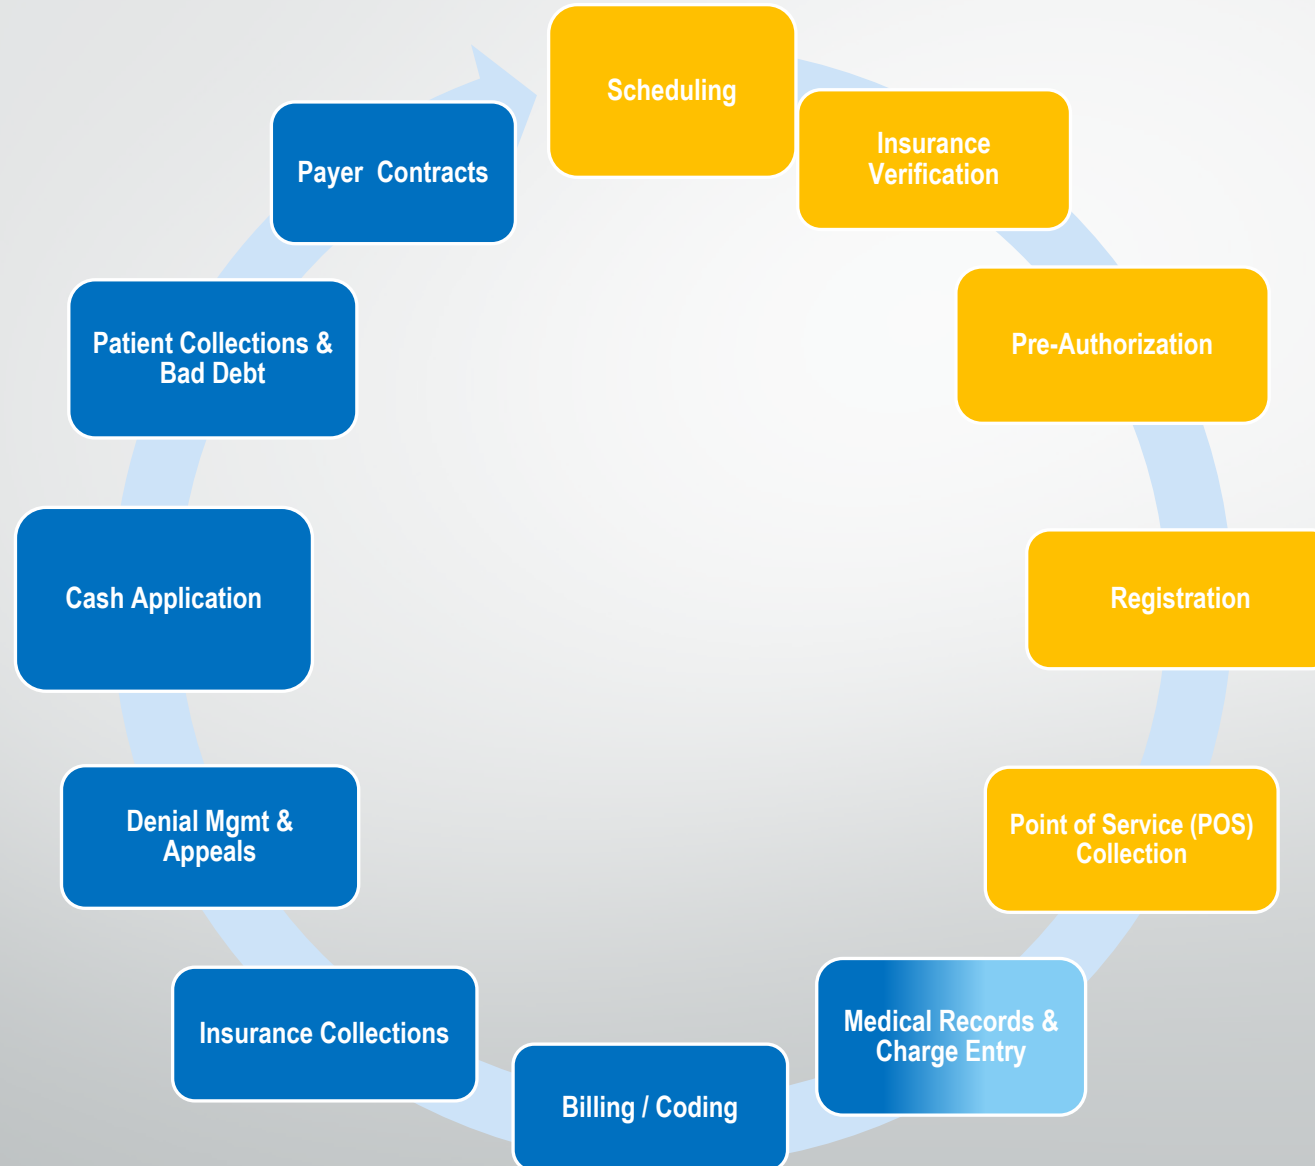 Scheduling
Insurance
Verification
Pre-Authorization
Registration
Point of Service (POS)
Collection
Medical Records &
Charge Entry
Billing / Coding
Insurance Collections
Denial Mgmt &
Appeals
Cash Application
Patient Collections &
Bad Debt
Payer  Contracts